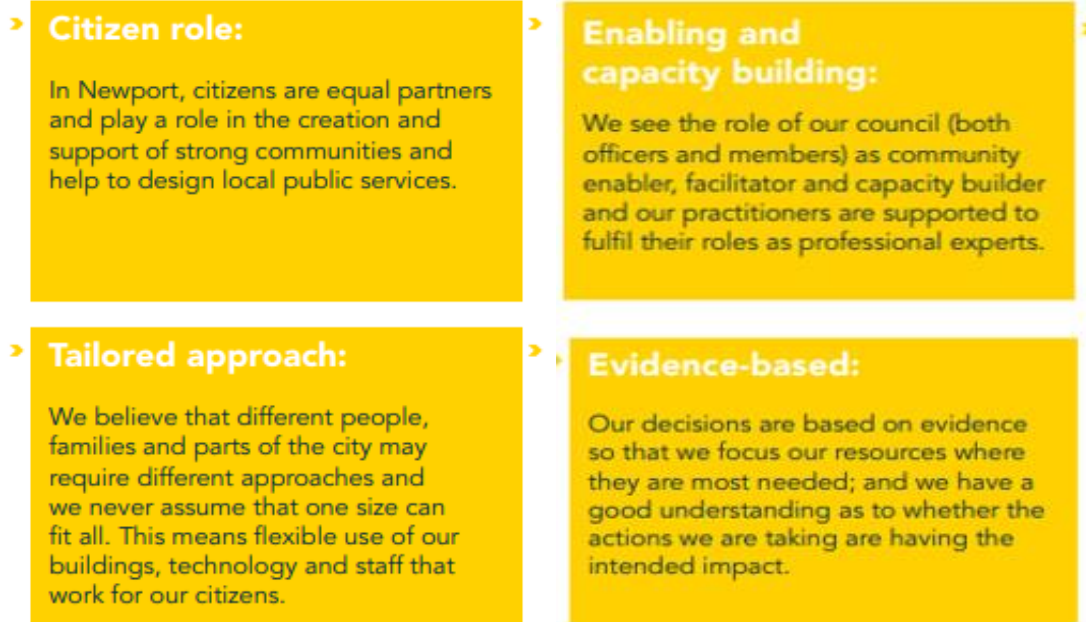 Citizen role:
In Newport, citizens are equal partners
and play a role in the creation and
support of strong communities and
help to design local public services.
Enabling and
capacity building:
We see the role of our council (both
officers and members) as community
enabler, facilitator and capacity builder
and our practitioners are supported to
fulfil their roles as professional experts.
Tailored approach:
We believe that different people,
families and parts of the city may
require different approaches and
we never assume that one size can
fit all. This means flexible use of our
buildings, technology and staff that
work for our citizens.
Evidence-based:
Our decisions are based on evidence
so that we focus our resources where
they are most needed; and we have a
good understanding as to whether the
actions we are taking are having the
intended impact.